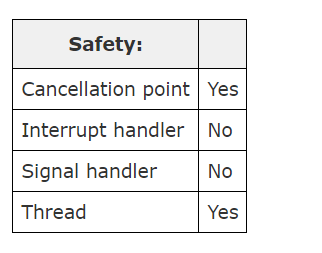 Safety:
Cancellation point Yes
Interrupt handler No
Signal handler No
Thread Yes